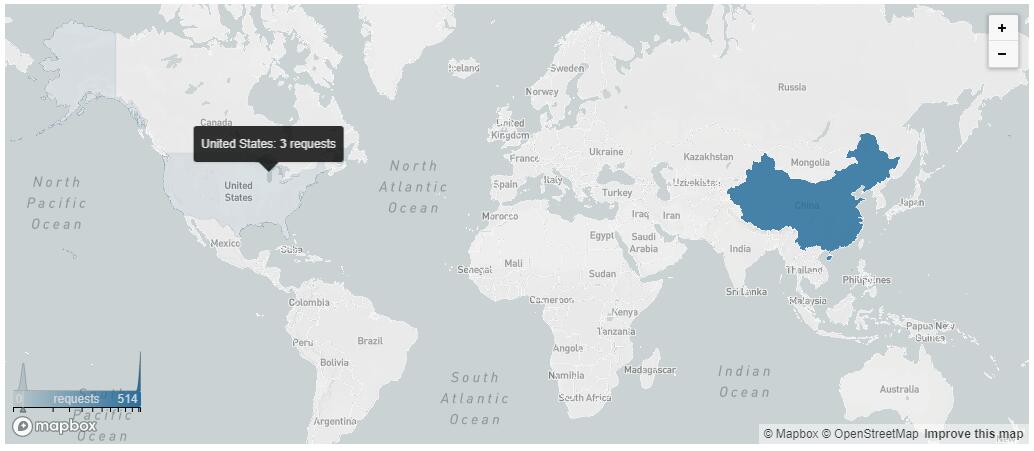 +
−
Iceland
Sweden
Norway
Russia
Canada
United
Kingdom
United States: 3 requests
Ukraine
France
Kazakhstan
Mongolia
North
Pacific
Ocean
North
Atlantic
Ocean
United
States
Spain
Italy
Turkey
Uzbekistan
China
Japan
Morocco
Iraq
Iran
Mexico
Cuba
Egypt
Saudi
Arabia
India
Senegal
Mali
Sudan
Thailand
Philippines
Sri Lanka
Malaysia
Colombia
Cameroon
Kenya
Peru
Brazil
Tanzania
Papua New
Guinea
Bolivia
Angola
Namibia
Madagascar
South
Atlantic
Ocean
Indian
Ocean
South Africa
Australia
Argentina
0 requests 514
South
Pacific
Ocean
mapbox
© Mapbox © OpenStreetMap Improve this map
New